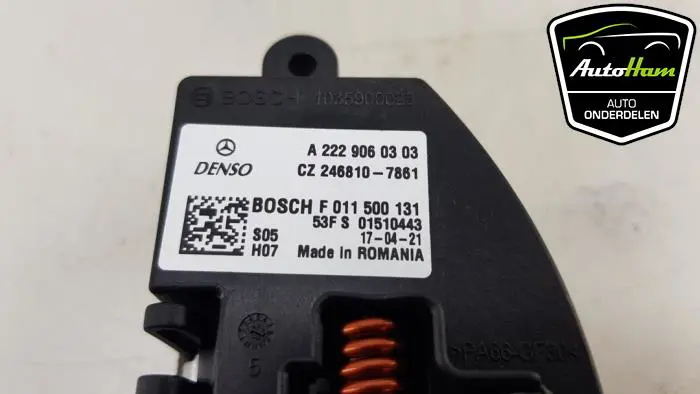 BOSCH 1035900020
A 222 906 03 03
DENSO
CZ 246810-7861
BOSCH F 011 500 131
53F S 01510443
S05
17-04-21
H07
Made in ROMANIA
5
AutoHam
AUTO
ONDERDELEN